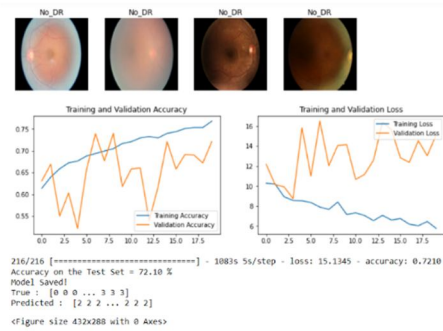 No_DR No_DR No_DR No_DR
Training and Validation Accuracy
0.75
0.70
0.65
0.60
0.55
Training Accuracy
Validation Accuracy
0.0 2.5 5.0 7.5 10.0 12.5 15.0 17.5
Training and Validation Loss
16
14
12
10
8
6
Training Loss
Validation Loss
0.0 2.5 5.0 7.5 10.0 12.5 15.0 17.5
216/216 [==============================] - 1083s 5s/step - loss: 15.1345 - accuracy: 0.7210
Accuracy on the Test Set = 72.10 %
Model Saved!
True : [0 0 0 ... 3 3 3]
Predicted : [2 2 2 ... 2 2 2]
<Figure size 432x288 with 0 Axes>